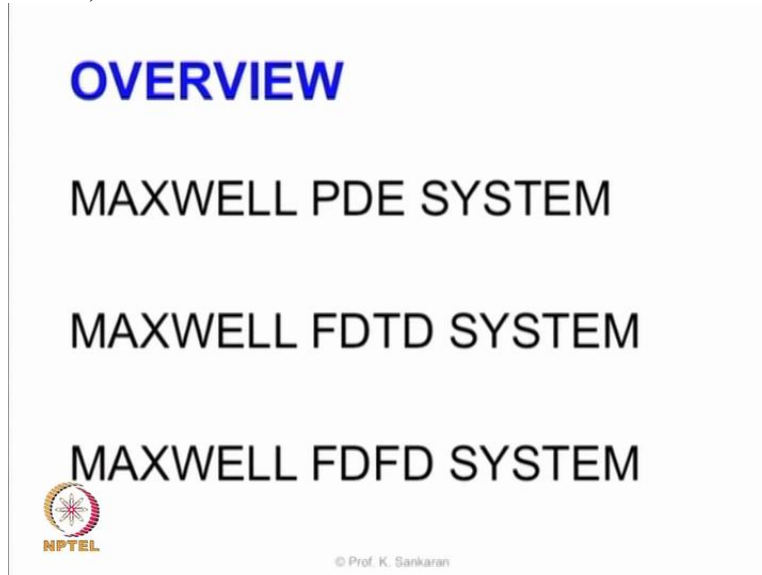 OVERVIEW
MAXWELL PDE SYSTEM
MAXWELL FDTD SYSTEM
MAXWELL FDFD SYSTEM
NPTEL
© Prof. K. Sankaran